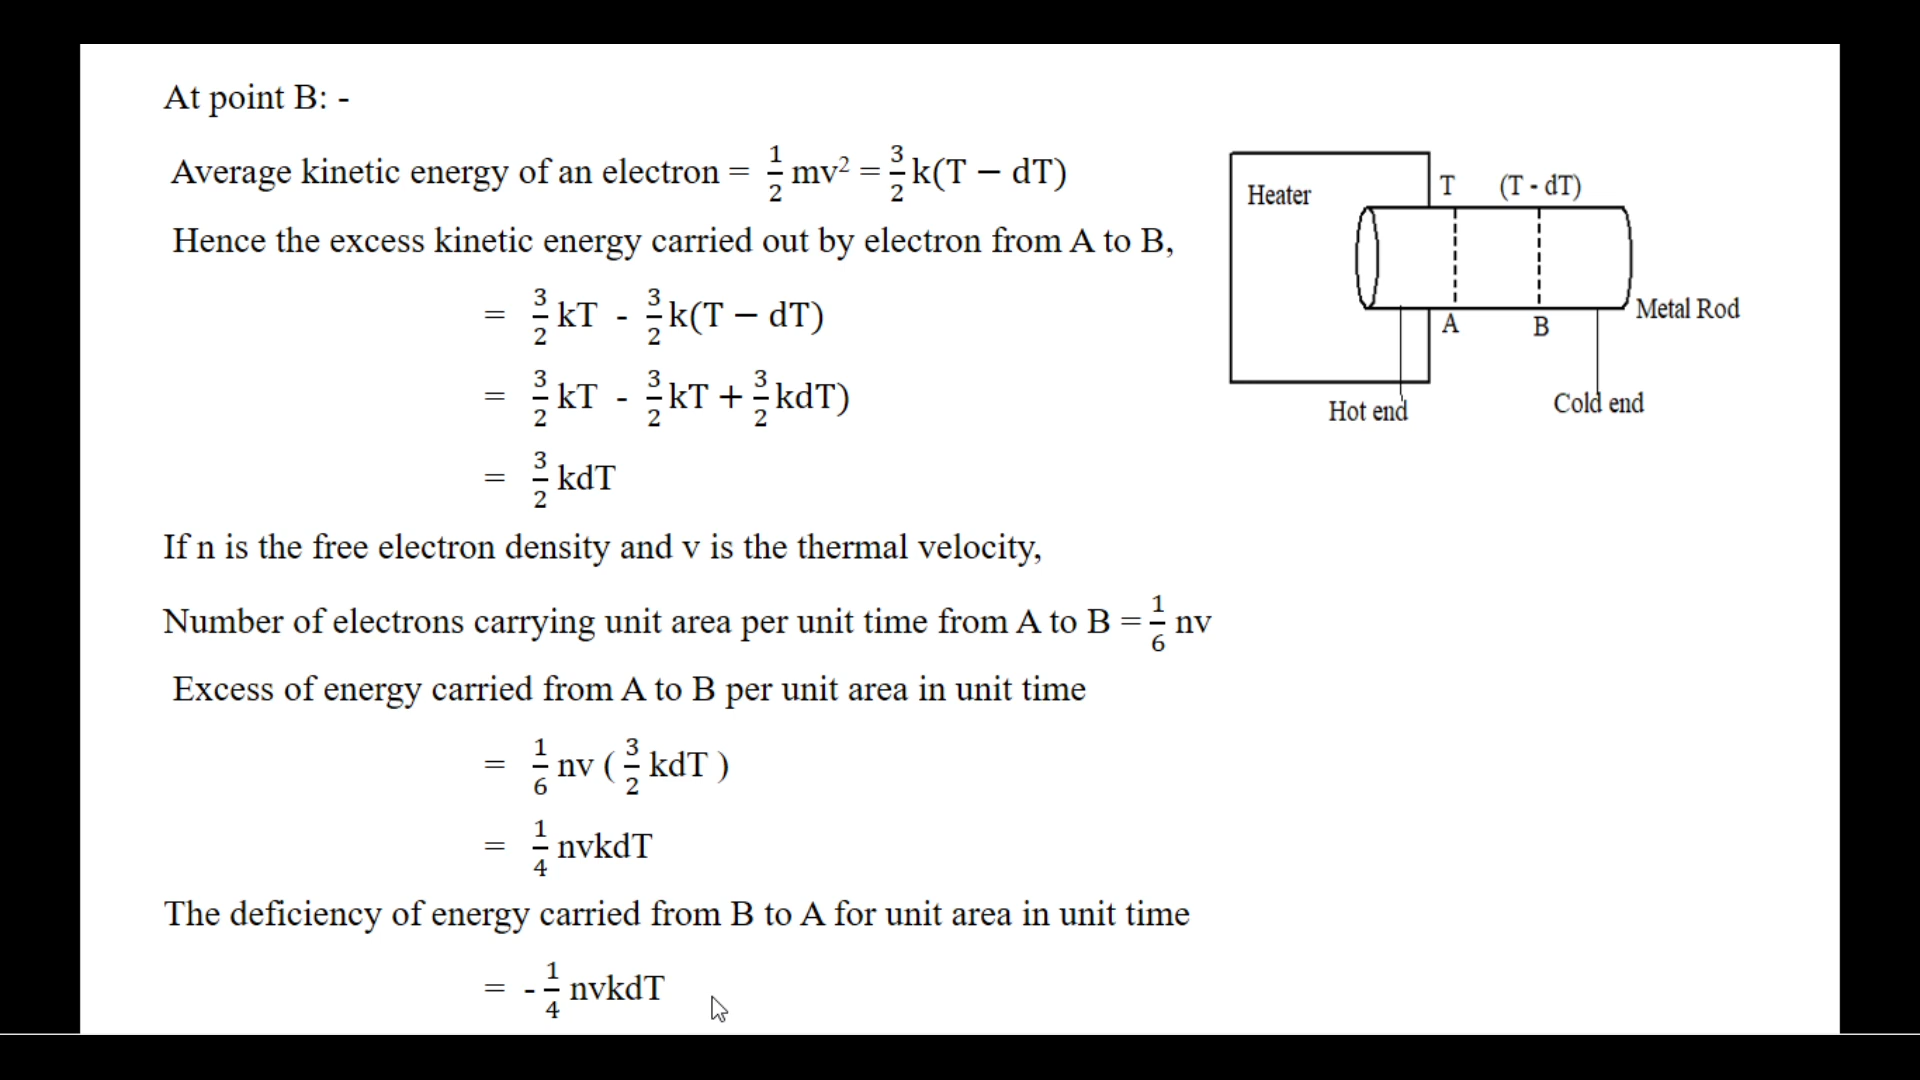 At point B: -
Average kinetic energy of an electron = 1/2 mv² = 3/2 k(T − dT)
Hence the excess kinetic energy carried out by electron from A to B,
= 3/2 kT - 3/2 k(T − dT)
= 3/2 kT - 3/2 kT + 3/2 kdT)
= 3/2 kdT
If n is the free electron density and v is the thermal velocity,
Number of electrons carrying unit area per unit time from A to B = 1/6 nv
Excess of energy carried from A to B per unit area in unit time
= 1/6 nv ( 3/2 kdT )
= 1/4 nvkdT
The deficiency of energy carried from B to A for unit area in unit time
= - 1/4 nvkdT
Heater
T (T - dT)
A B
Metal Rod
Hot end
Cold end